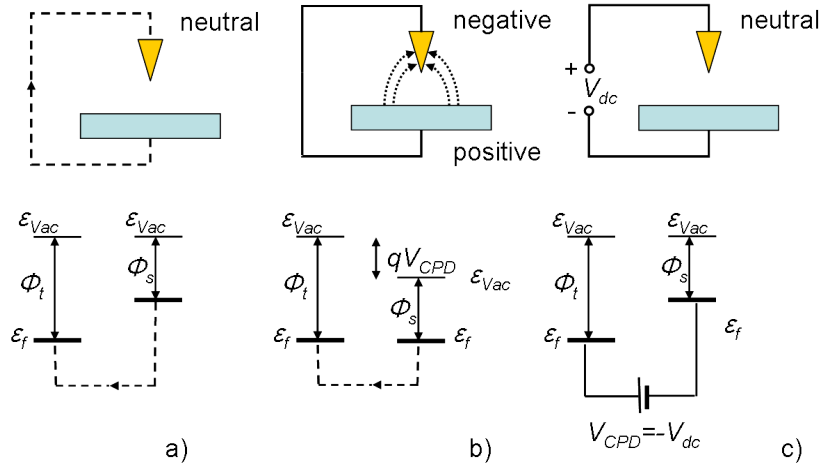 neutral
negative
neutral
+
V_dc
-
positive
ε_Vac
ε_Vac
ε_Vac
ε_Vac
ε_Vac
qV_CPD
ε_Vac
Φ_t
Φ_s
Φ_t
Φ_s
Φ_t
Φ_s
ε_f
ε_f
ε_f
ε_f
ε_f
V_CPD=-V_dc
a)
b)
c)